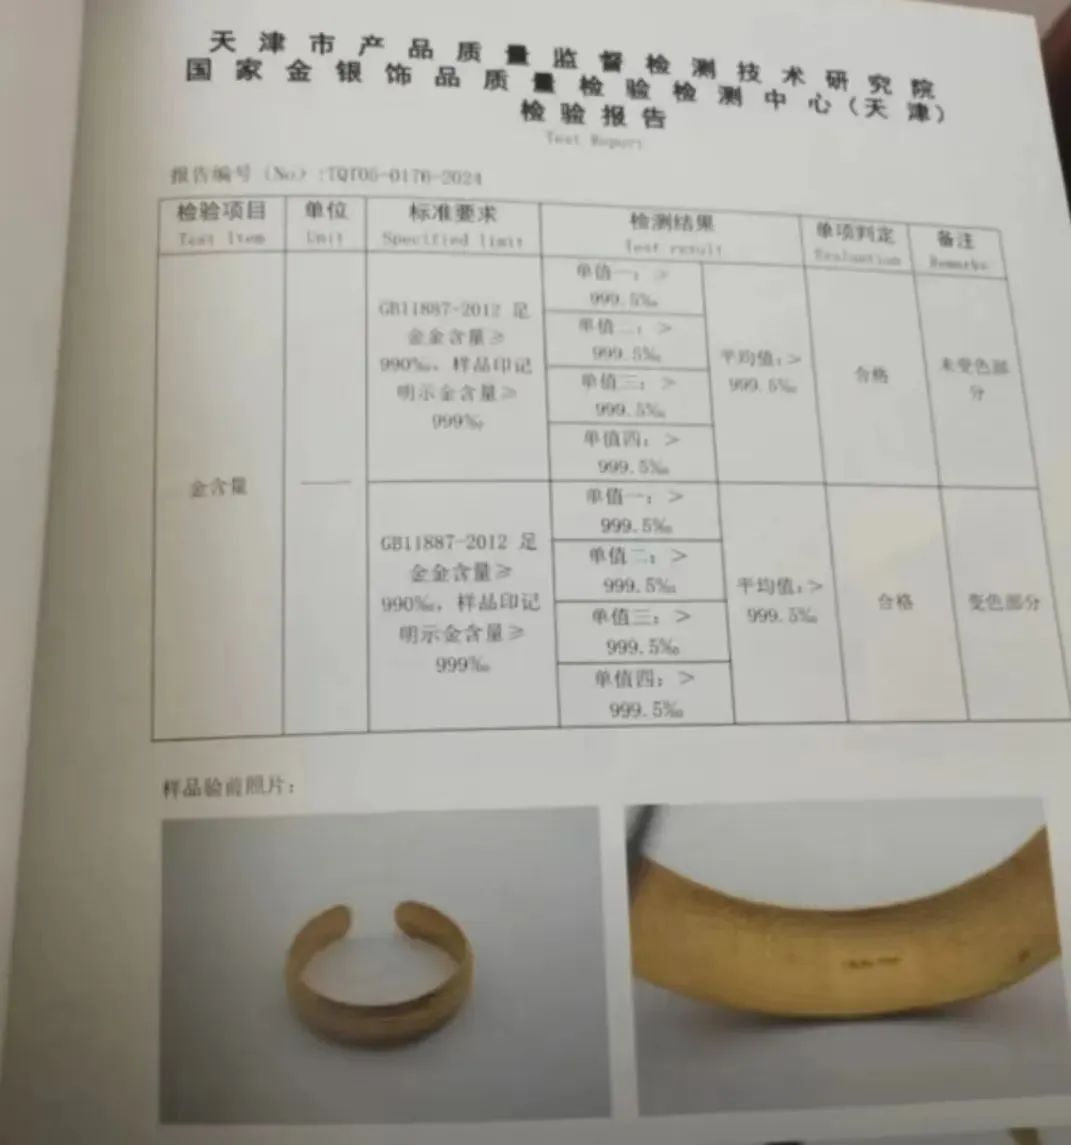 天津市产品质量监督检测技术研究院
国家金银饰品质量检验检测中心（天津）
检验报告
Test Report
报告编号（No）:TQT05-0176-2024
检验项目 单位 标准要求 检测结果 单项判定 备注
Test Item Unit Specified limit Test result Evaluation Remarks
金含量
——
GB11887-2012 足
金金含量≥
990‰，样品印记
明示金含量≥
999‰
单值一：>
999.5‰
单值二：>
999.5‰
单值三：>
999.5‰
单值四：>
999.5‰
平均值：>
999.5‰
合格
未变色部
分
GB11887-2012 足
金金含量≥
990‰，样品印记
明示金含量≥
999‰
单值一：>
999.5‰
单值二：>
999.5‰
单值三：>
999.5‰
单值四：>
999.5‰
平均值：>
999.5‰
合格
变色部分
样品验前照片：